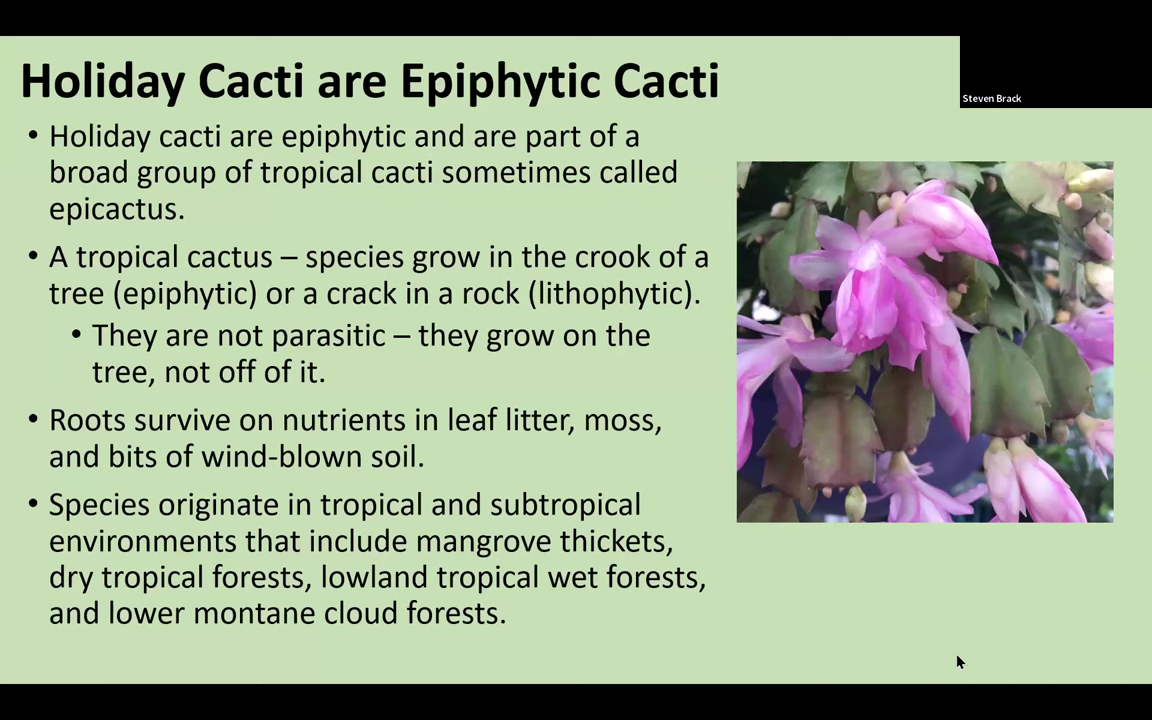 Holiday Cacti are Epiphytic Cacti
Steven Brack
• Holiday cacti are epiphytic and are part of a
broad group of tropical cacti sometimes called
epicactus.
• A tropical cactus – species grow in the crook of a
tree (epiphytic) or a crack in a rock (lithophytic).
• They are not parasitic – they grow on the
tree, not off of it.
• Roots survive on nutrients in leaf litter, moss,
and bits of wind-blown soil.
• Species originate in tropical and subtropical
environments that include mangrove thickets,
dry tropical forests, lowland tropical wet forests,
and lower montane cloud forests.